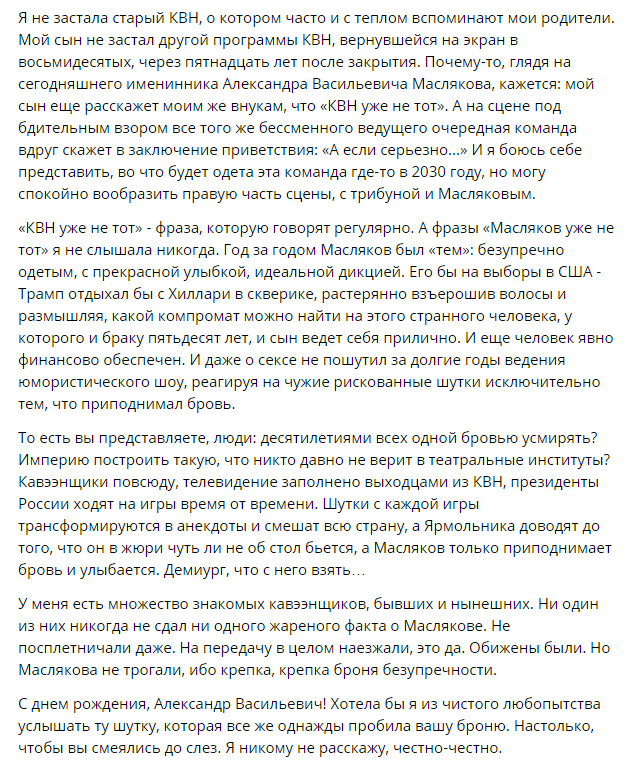 Я не застала старый КВН, о котором часто и с теплом вспоминают мои родители.
Мой сын не застал другой программы КВН, вернувшейся на экран в
восьмидесятых, через пятнадцать лет после закрытия. Почему-то, глядя на
сегодняшнего именинника Александра Васильевича Маслякова, кажется: мой
сын еще расскажет моим же внукам, что «КВН уже не тот». А на сцене под
бдительным взором все того же бессменного ведущего очередная команда
вдруг скажет в заключение приветствия: «А если серьезно...» И я боюсь себе
представить, во что будет одета эта команда где-то в 2030 году, но могу
спокойно вообразить правую часть сцены, с трибуной и Масляковым.
«КВН уже не тот» - фраза, которую говорят регулярно. А фразы «Масляков уже не
тот» я не слышала никогда. Год за годом Масляков был «тем»: безупречно
одетым, с прекрасной улыбкой, идеальной дикцией. Его бы на выборы в США -
Трамп отдыхал бы с Хиллари в скверике, растерянно взъерошив волосы и
размышляя, какой компромат можно найти на этого странного человека, у
которого и браку пятьдесят лет, и сын ведет себя прилично. И еще человек явно
финансово обеспечен. И даже о сексе не пошутил за долгие годы ведения
юмористического шоу, реагируя на чужие рискованные шутки исключительно
тем, что приподнимал бровь.
То есть вы представляете, люди: десятилетиями всех одной бровью усмирять?
Империю построить такую, что никто давно не верит в театральные институты?
Кавээнщики повсюду, телевидение заполнено выходцами из КВН, президенты
России ходят на игры время от времени. Шутки с каждой игры
трансформируются в анекдоты и смешат всю страну, а Ярмольника доводят до
того, что он в жюри чуть ли не об стол бьется, а Масляков только приподнимает
бровь и улыбается. Демиург, что с него взять…
У меня есть множество знакомых кавээнщиков, бывших и нынешних. Ни один
из них никогда не сдал ни одного жареного факта о Маслякове. Не
посплетничали даже. На передачу в целом наезжали, это да. Обижены были. Но
Маслякова не трогали, ибо крепка, крепка броня безупречности.
С днем рождения, Александр Васильевич! Хотела бы я из чистого любопытства
услышать ту шутку, которая все же однажды пробила вашу броню. Настолько,
чтобы вы смеялись до слез. Я никому не расскажу, честно-честно.